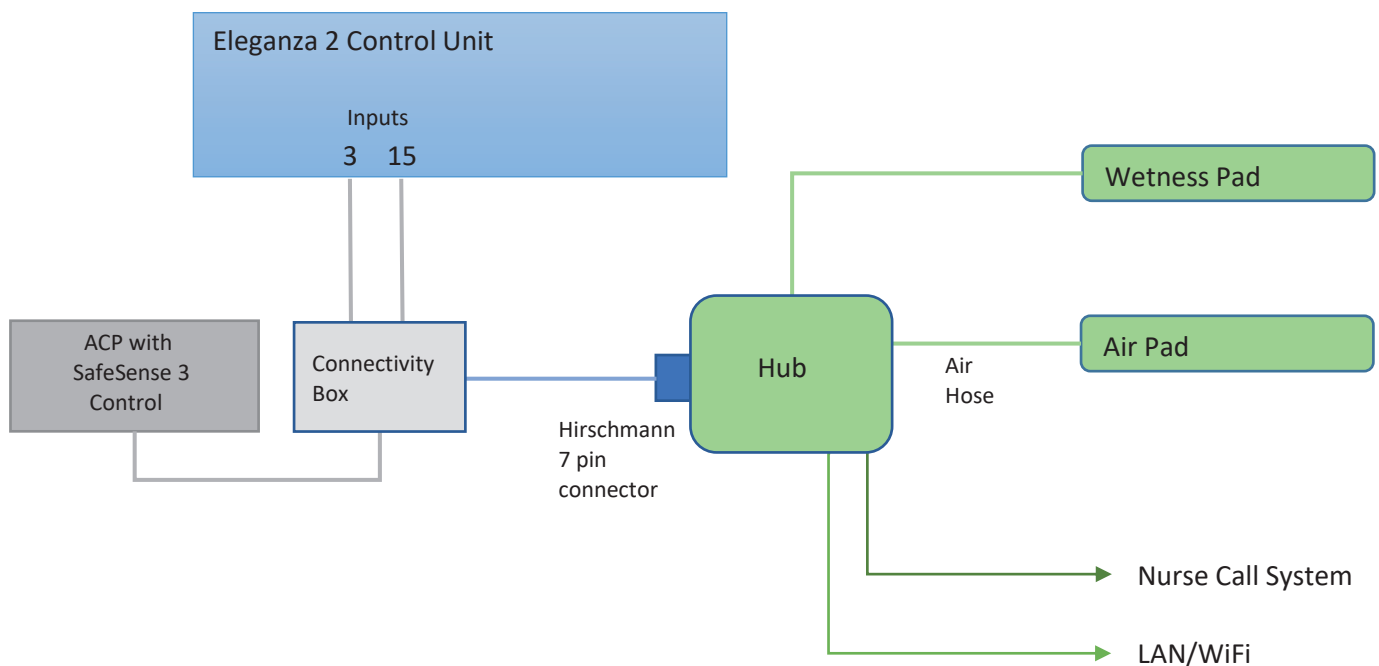 Eleganza 2 Control Unit
Inputs
3 15
Wetness Pad
ACP with
SafeSense 3
Control
Connectivity
Box
Hub
Air Pad
Air
Hose
Hirschmann
7 pin
connector
Nurse Call System
LAN/WiFi